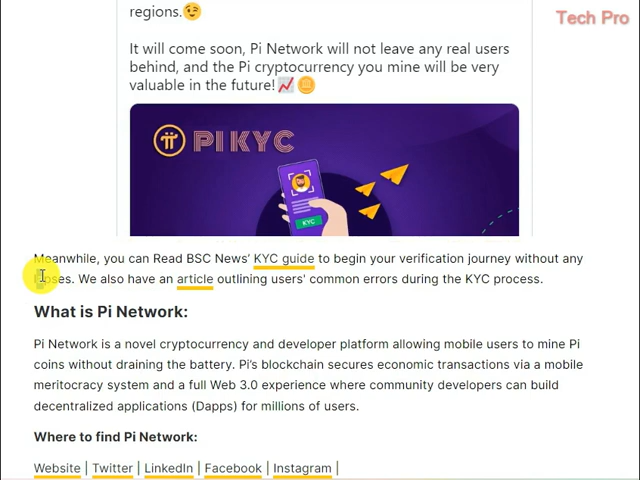 Tech Pro
regions.😉
It will come soon, Pi Network will not leave any real users
behind, and the Pi cryptocurrency you mine will be very
valuable in the future!📈🪙
PI KYC
KYC
Meanwhile, you can Read BSC News’ KYC guide to begin your verification journey without any
We also have an article outlining users' common errors during the KYC process.
What is Pi Network:
Pi Network is a novel cryptocurrency and developer platform allowing mobile users to mine Pi
coins without draining the battery. Pi’s blockchain secures economic transactions via a mobile
meritocracy system and a full Web 3.0 experience where community developers can build
decentralized applications (Dapps) for millions of users.
Where to find Pi Network:
Website | Twitter | LinkedIn | Facebook | Instagram |